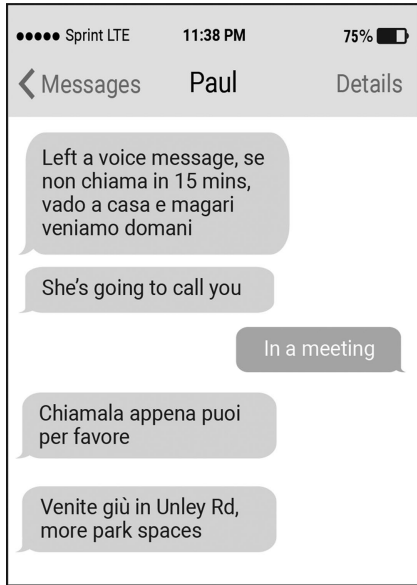 Sprint LTE 11:38 PM 75%
Messages Paul Details
Left a voice message, se
non chiama in 15 mins,
vado a casa e magari
veniamo domani
She's going to call you
In a meeting
Chiamala appena puoi
per favore
Venite giù in Unley Rd,
more park spaces